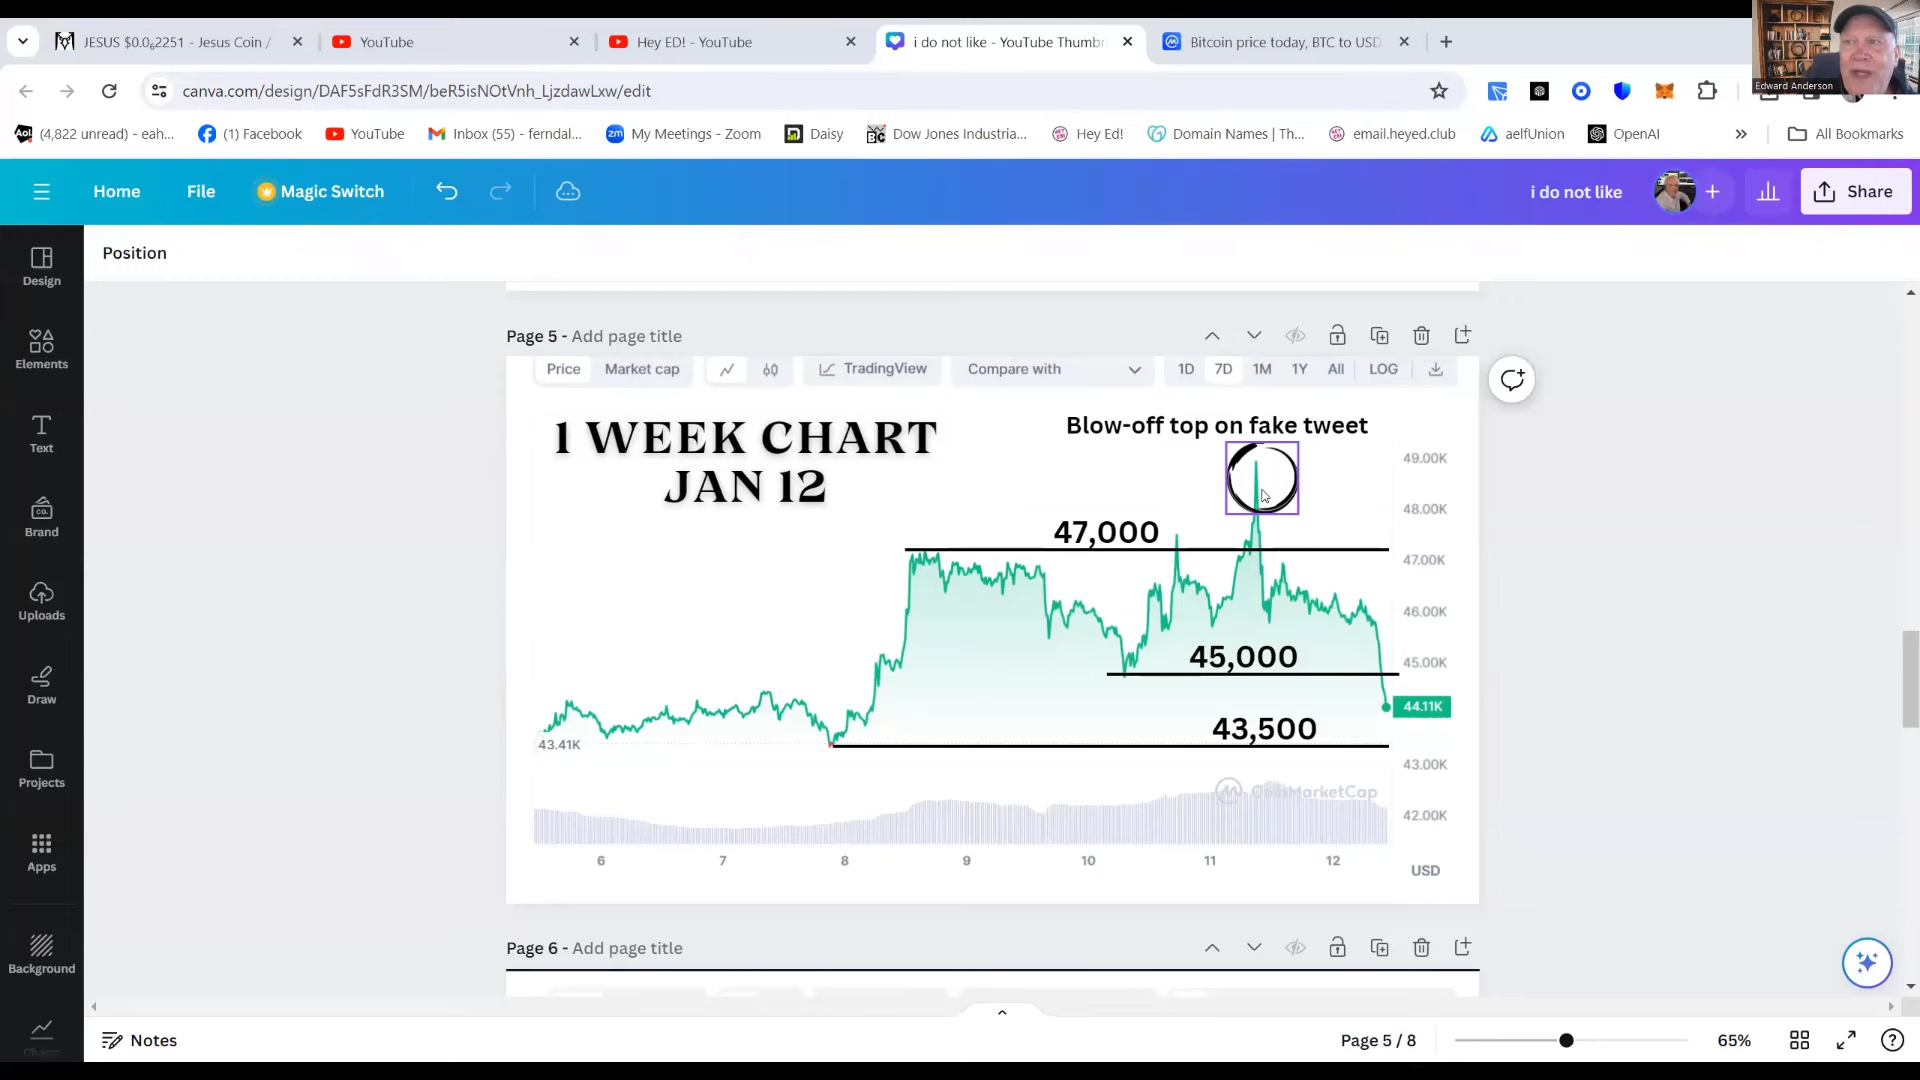 JESUS $0.0₆2251 - Jesus Coin /
YouTube
Hey ED! - YouTube
i do not like - YouTube Thumbn
Bitcoin price today, BTC to USD
canva.com/design/DAF5sFdR3SM/beR5isNOtVnh_LjzdawLxw/edit
Edward Anderson
Aol.
(4,822 unread) - eah...
(1) Facebook
YouTube
Inbox (55) - ferndal...
zm
My Meetings - Zoom
Daisy
Dow Jones Industria...
Hey Ed!
Domain Names | Th...
email.heyed.club
aelfUnion
OpenAI
All Bookmarks
Home
File
Magic Switch
i do not like
Share
Position
Design
Elements
Text
Brand
Uploads
Draw
Projects
Apps
Background
Charts
Page 5 - Add page title
Price
Market cap
TradingView
Compare with
1D
7D
1M
1Y
All
LOG
1 WEEK CHART
JAN 12
Blow-off top on fake tweet
47,000
45,000
43,500
49.00K
48.00K
47.00K
46.00K
45.00K
44.11K
43.00K
42.00K
43.41K
CoinMarketCap
6
7
8
9
10
11
12
USD
Page 6 - Add page title
Notes
Page 5 / 8
65%